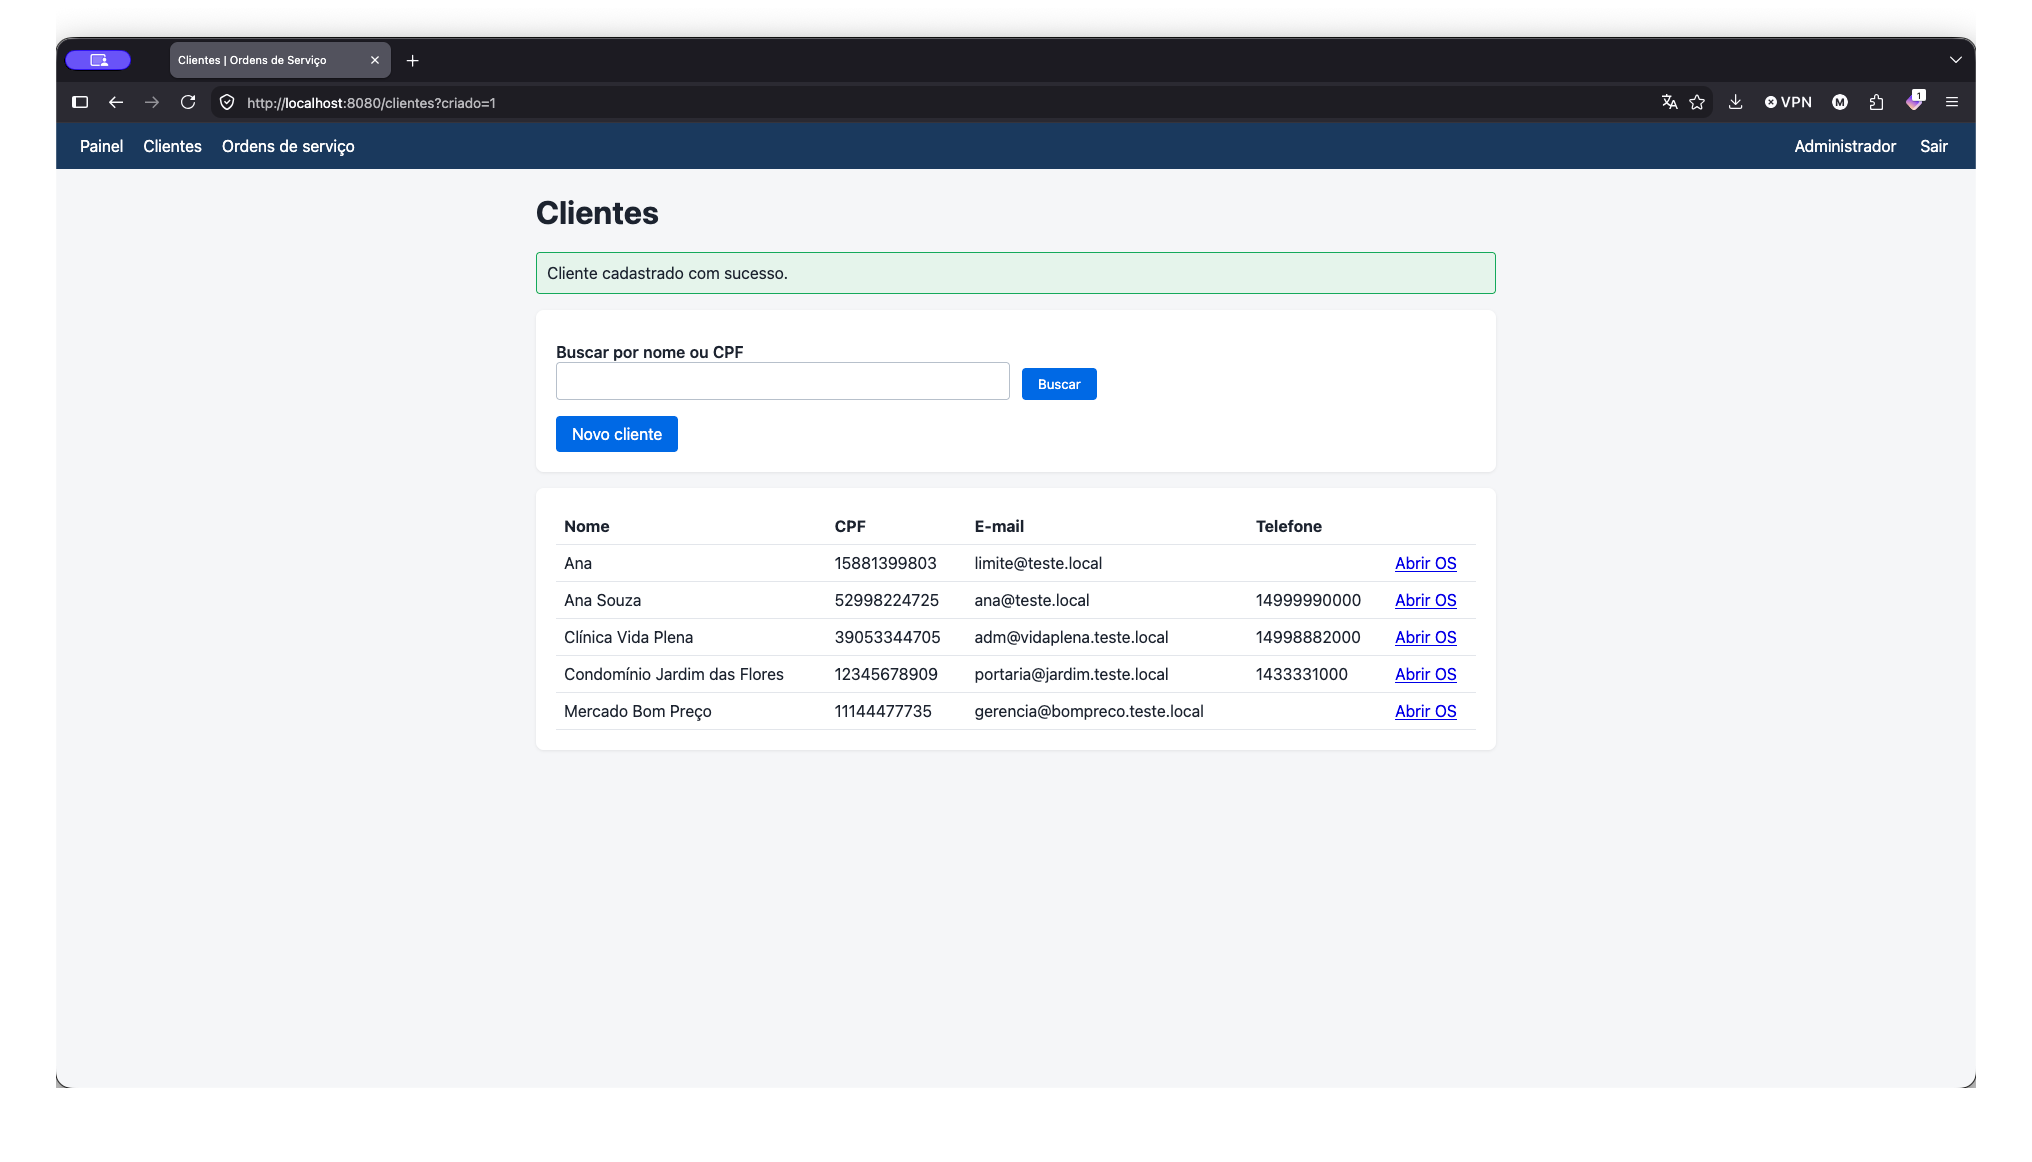 Clientes | Ordens de Serviço
http://localhost:8080/clientes?criado=1
VPN
M
1
Painel Clientes Ordens de serviço Administrador Sair
Clientes
Cliente cadastrado com sucesso.
Buscar por nome ou CPF
Buscar
Novo cliente
Nome CPF E-mail Telefone
Ana 15881399803 limite@teste.local Abrir OS
Ana Souza 52998224725 ana@teste.local 14999990000 Abrir OS
Clínica Vida Plena 39053344705 adm@vidaplena.teste.local 14998882000 Abrir OS
Condomínio Jardim das Flores 12345678909 portaria@jardim.teste.local 1433331000 Abrir OS
Mercado Bom Preço 11144477735 gerencia@bompreco.teste.local Abrir OS